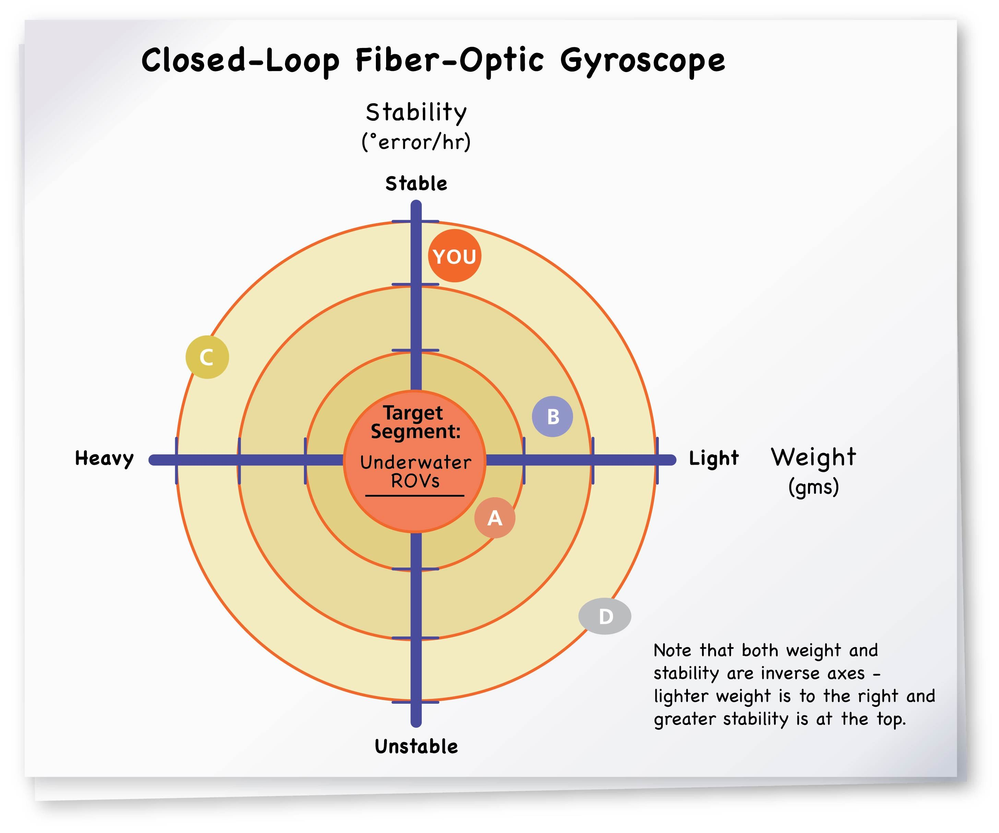 Closed-Loop Fiber-Optic Gyroscope
Stability
(°error/hr)
Stable
YOU
C
B
Target
Segment:
Underwater
ROVs
Heavy
Light
Weight
(gms)
A
D
Note that both weight and
stability are inverse axes -
lighter weight is to the right and
greater stability is at the top.
Unstable